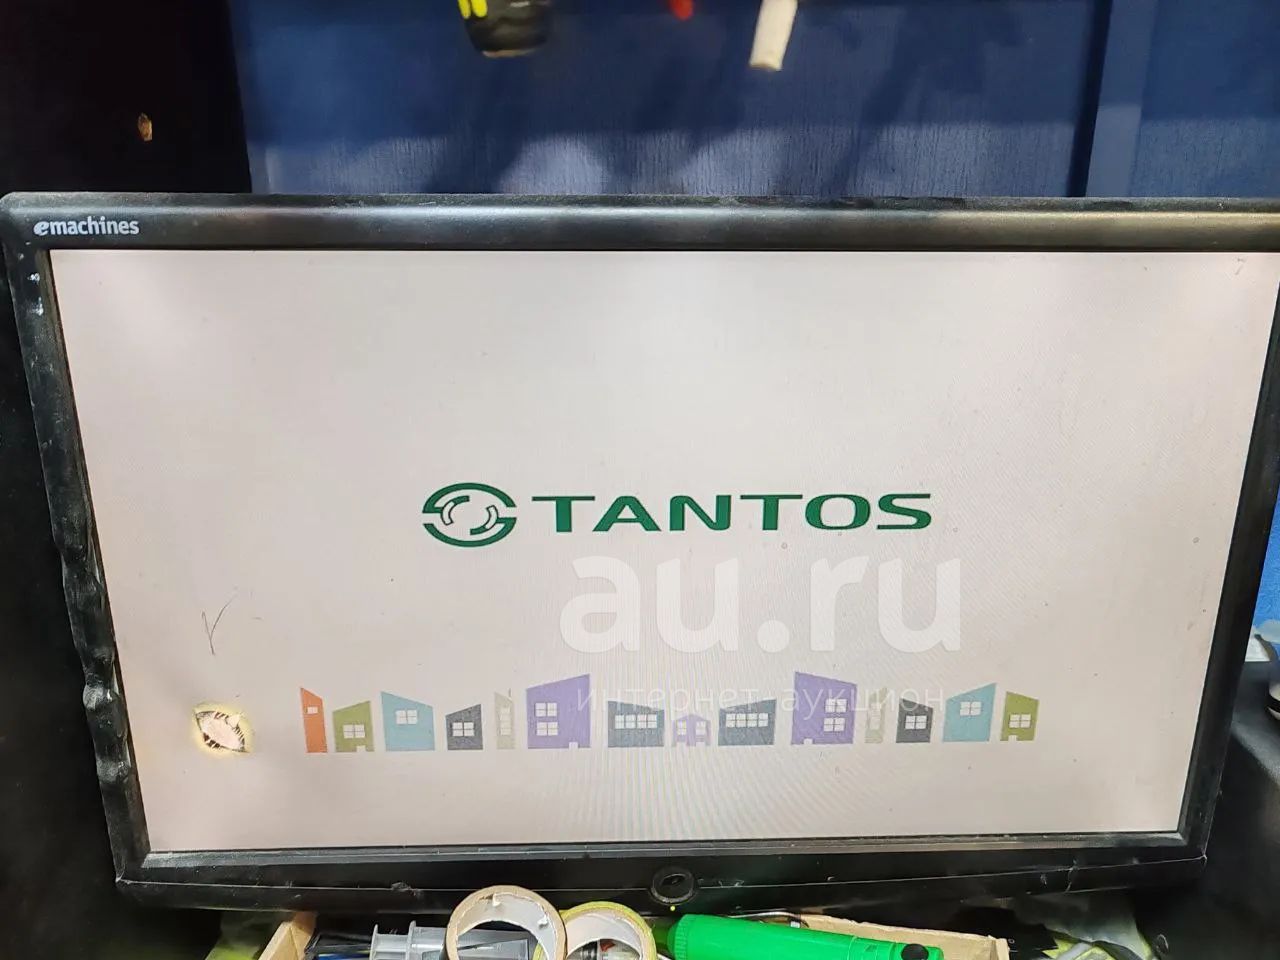 emachines
TANTOS
au.ru
интернет-аукцион